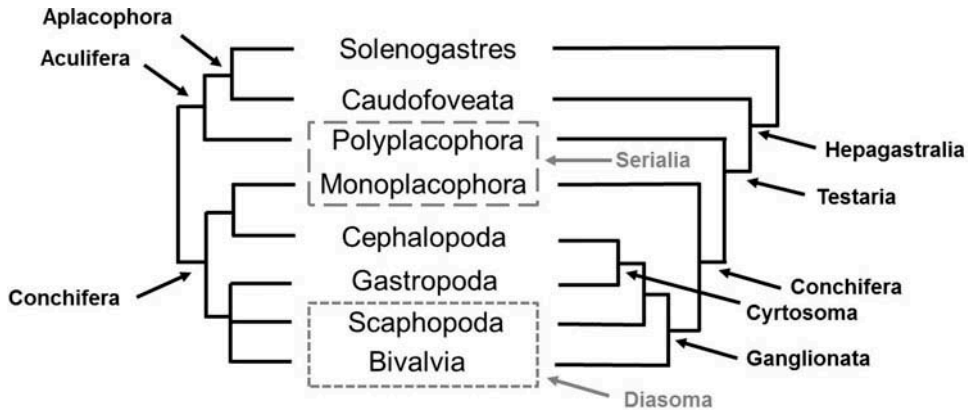 Aplacophora
Aculifera
Solenogastres
Caudofoveata
Polyplacophora
Monoplacophora
Cephalopoda
Gastropoda
Scaphopoda
Bivalvia
Conchifera
Serialia
Hepagastralia
Testaria
Conchifera
Cyrtosoma
Ganglionata
Diasoma